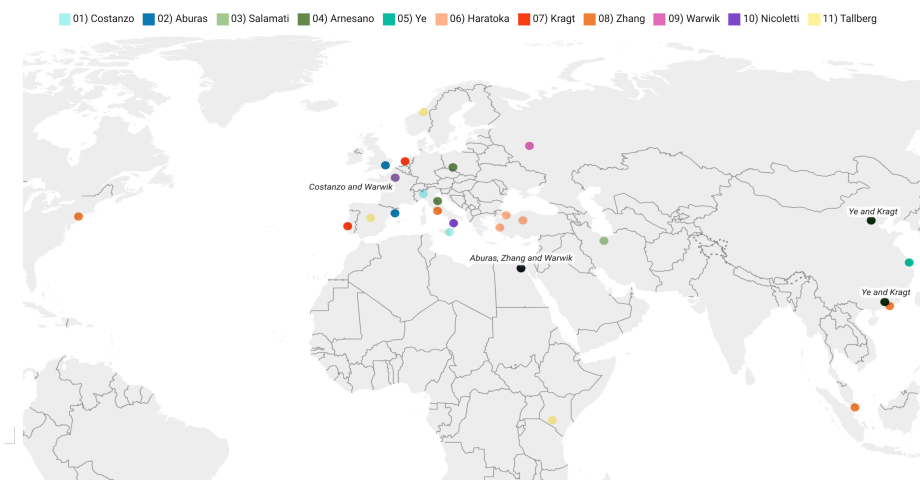 01) Costanzo 02) Aburas 03) Salamati 04) Arnesano 05) Ye 06) Haratoka 07) Kragt 08) Zhang 09) Warwik 10) Nicoletti 11) Tallberg
Costanzo and Warwik
Ye and Kragt
Aburas, Zhang and Warwik
Ye and Kragt